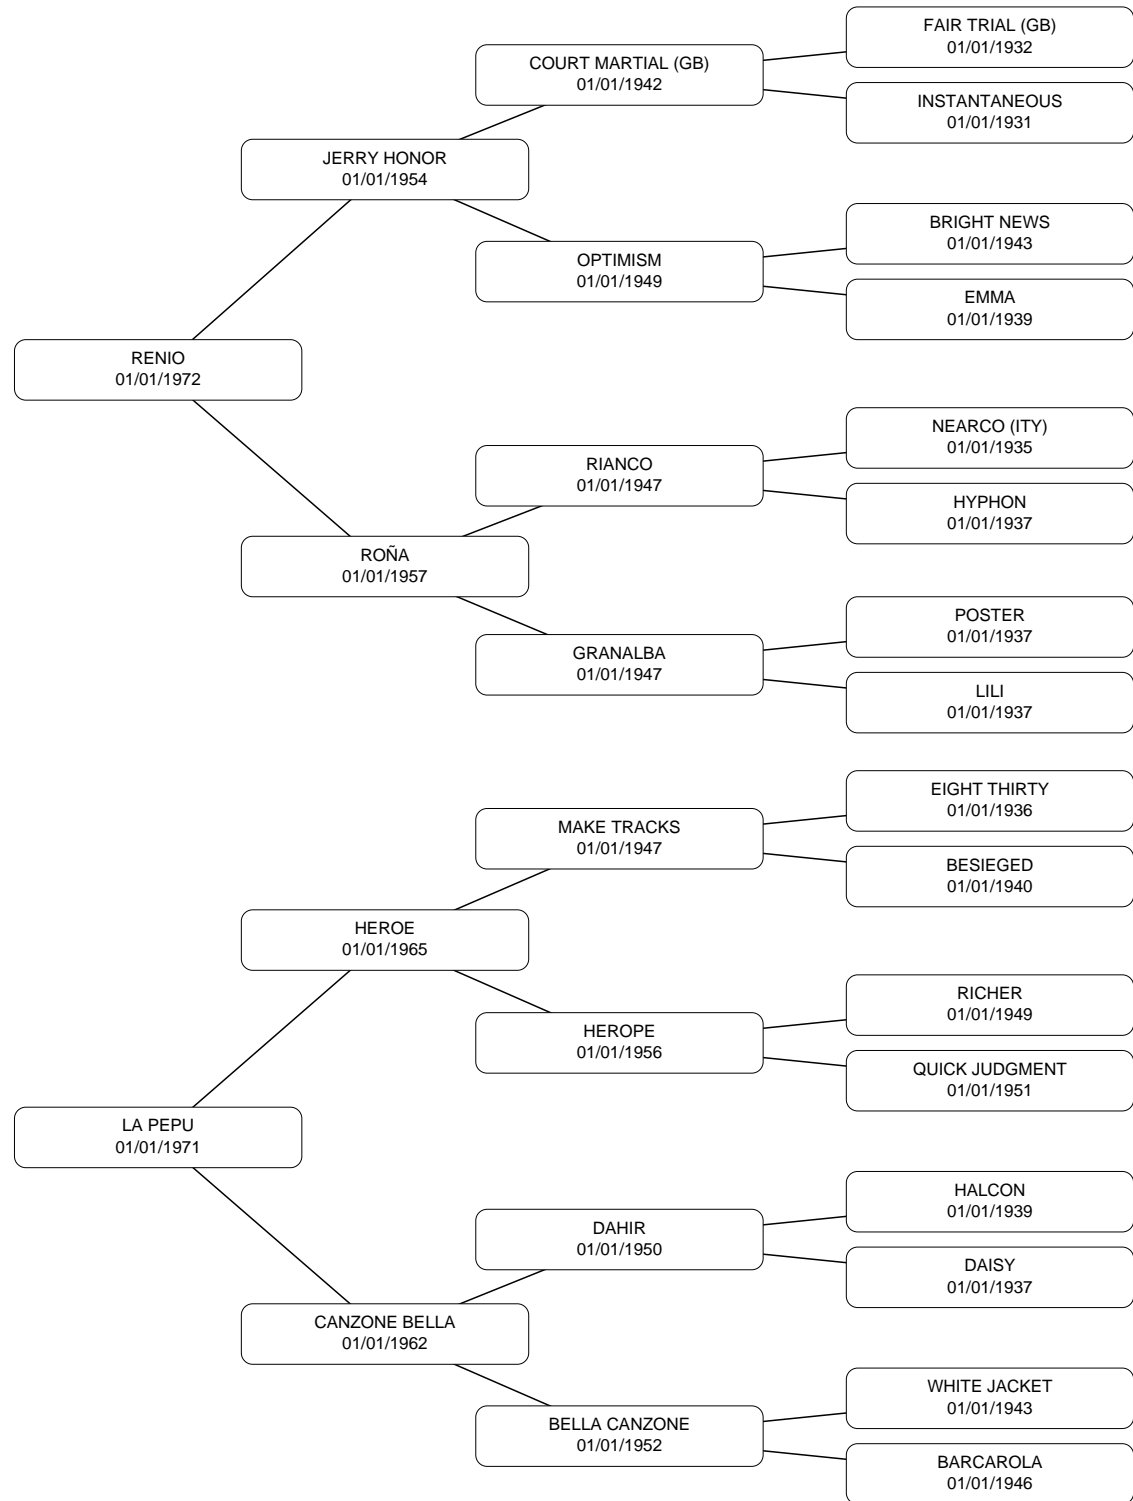 FAIR TRIAL (GB)
01/01/1932
COURT MARTIAL (GB)
01/01/1942
INSTANTANEOUS
01/01/1931
JERRY HONOR
01/01/1954
BRIGHT NEWS
01/01/1943
OPTIMISM
01/01/1949
EMMA
01/01/1939
RENIO
01/01/1972
NEARCO (ITY)
01/01/1935
RIANCO
01/01/1947
HYPHON
01/01/1937
ROÑA
01/01/1957
POSTER
01/01/1937
GRANALBA
01/01/1947
LILI
01/01/1937
EIGHT THIRTY
01/01/1936
MAKE TRACKS
01/01/1947
BESIEGED
01/01/1940
HEROE
01/01/1965
RICHER
01/01/1949
HEROPE
01/01/1956
QUICK JUDGMENT
01/01/1951
LA PEPU
01/01/1971
HALCON
01/01/1939
DAHIR
01/01/1950
DAISY
01/01/1937
CANZONE BELLA
01/01/1962
WHITE JACKET
01/01/1943
BELLA CANZONE
01/01/1952
BARCAROLA
01/01/1946